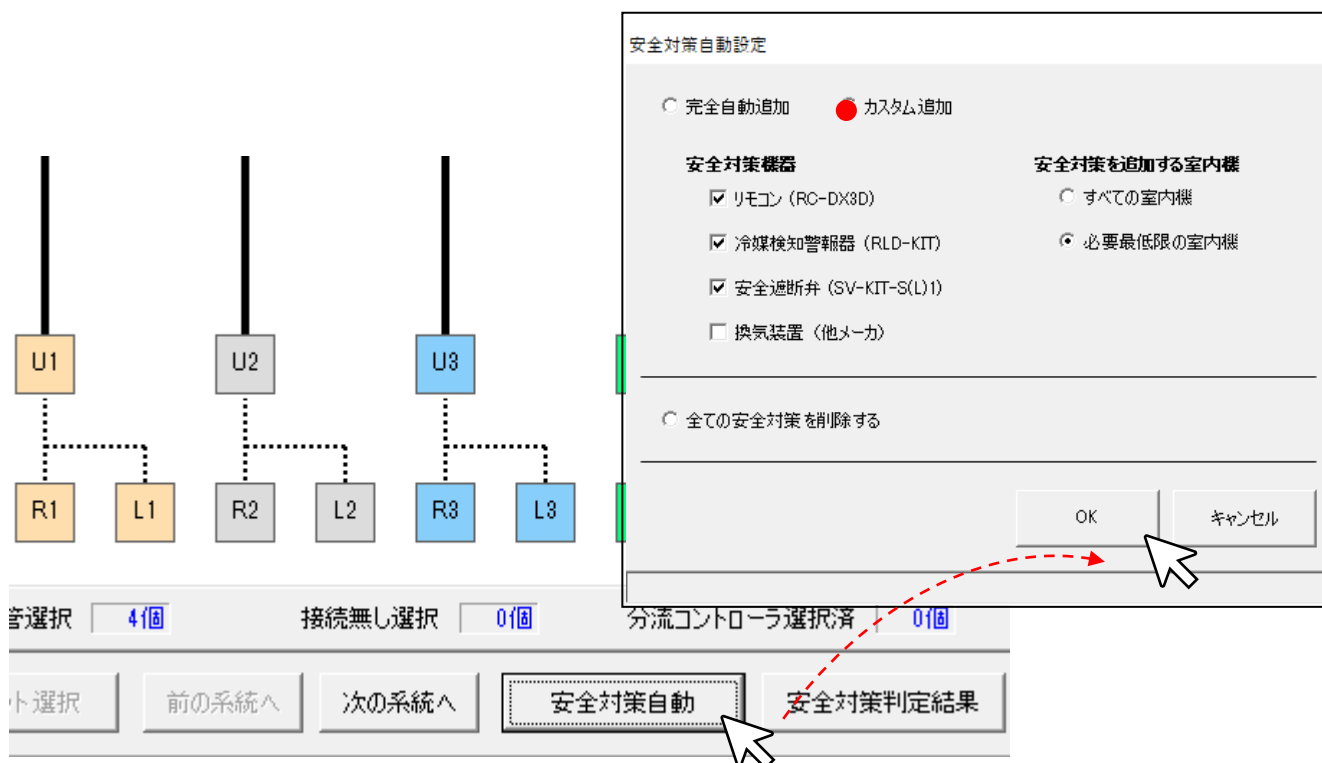 安全対策自動設定
完全自動追加 カスタム追加
安全対策機器 安全対策を追加する室内機
リモコン (RC-DX3D) すべての室内機
冷媒検知警報器 (RLD-KIT) 必要最低限の室内機
安全遮断弁 (SV-KIT-S(L)1)
換気装置 (他メーカ)
全ての安全対策を削除する
OK キャンセル
U1 U2 U3
R1 L1 R2 L2 R3 L3
管選択 4個 接続無し選択 0個 分流コントローラ選択済 0個
ット選択 前の系統へ 次の系統へ 安全対策自動 安全対策判定結果